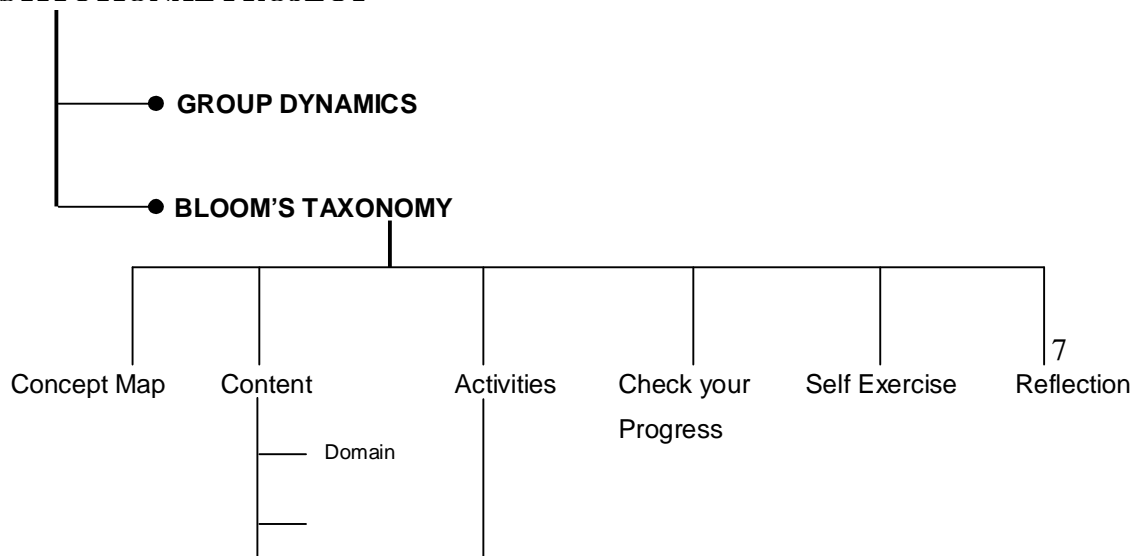 GROUP DYNAMICS
BLOOM'S TAXONOMY
7
Concept Map Content Activities Check your Self Exercise Reflection
Progress
Domain